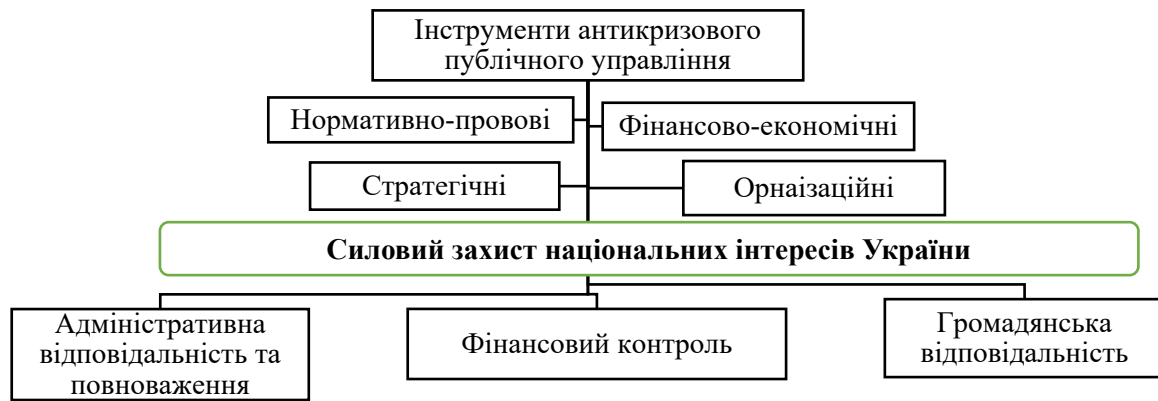 Інструменти антикризового
публічного управління
Нормативно-провові
Фінансово-економічні
Стратегічні
Орнаізаційні
Силовий захист національних інтересів України
Адміністративна
відповідальність та
повноваження
Фінансовий контроль
Громадянська
відповідальність